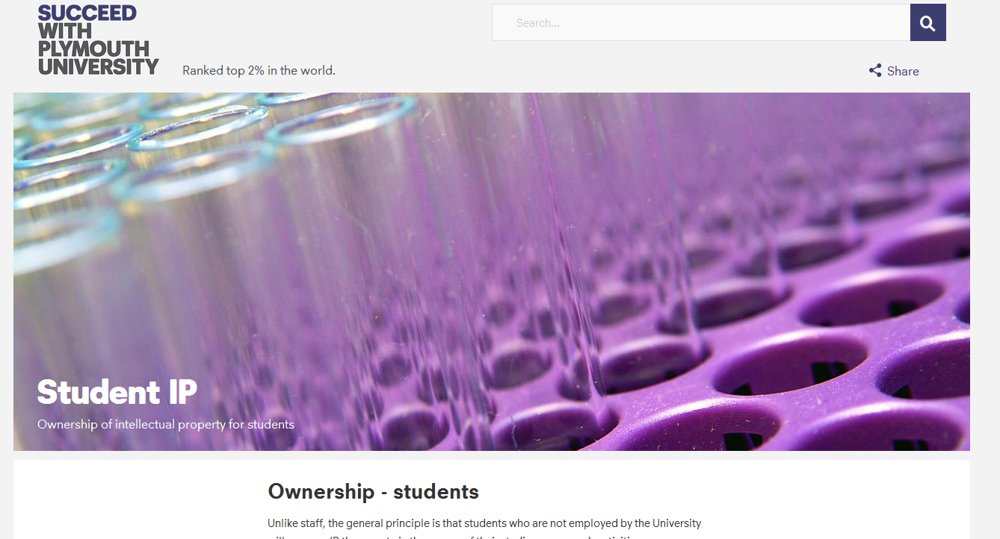 SUCCEED
WITH
PLYMOUTH
UNIVERSITY
Ranked top 2% in the world.
Search...
Share
Student IP
Ownership of intellectual property for students
Ownership - students
Unlike staff, the general principle is that students who are not employed by the University